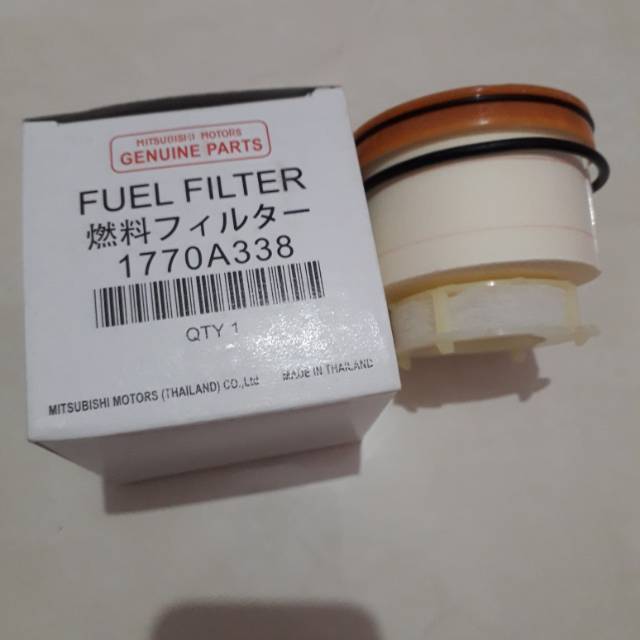 MITSUBISHI MOTORS
GENUINE PARTS
FUEL FILTER
燃料フィルター
1770A338
QTY 1
MITSUBISHI MOTORS (THAILAND) CO.,Ltd MADE IN THAILAND